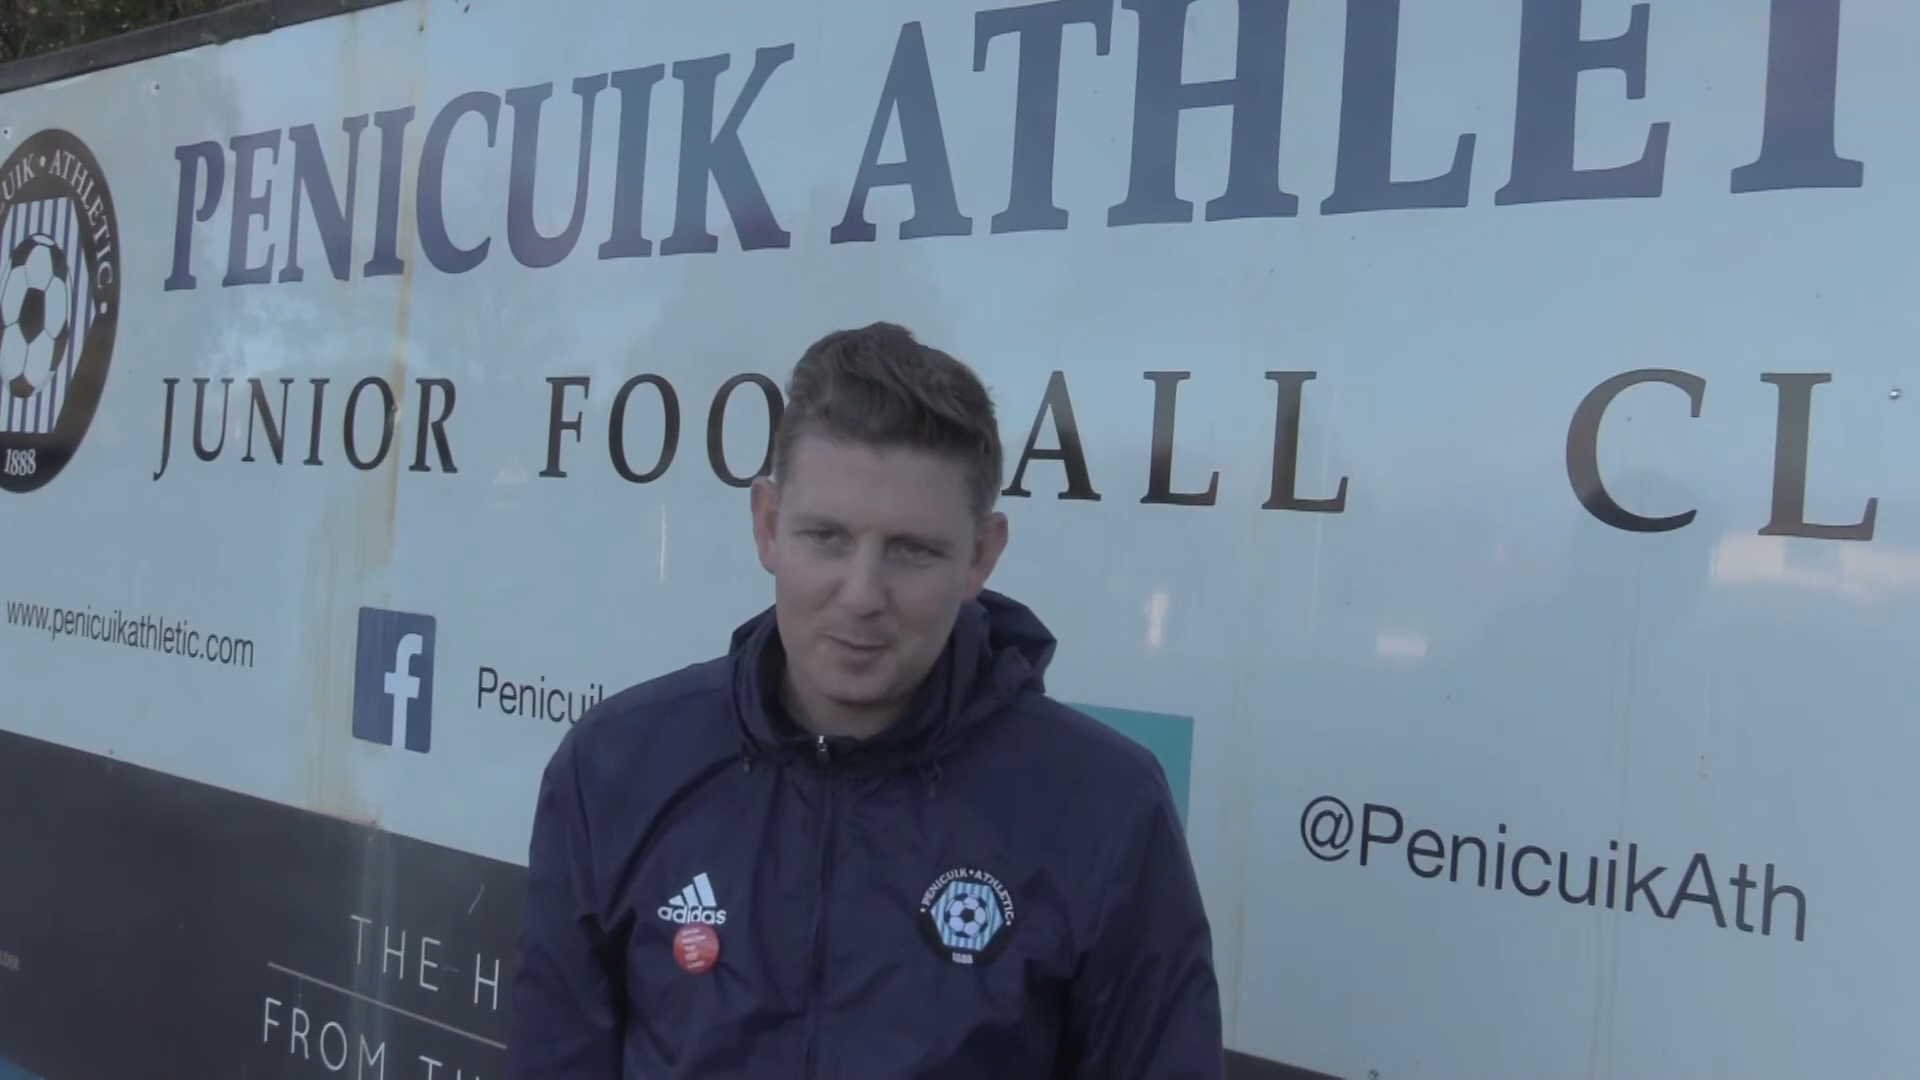 PENICUIK ATHLET
UIK • ATHLETIC •
1888
JUNIOR FOO ALL CL
www.penicuikathletic.com
f
Penicuik
@PenicuikAth
adidas
• PENICUIK • ATHLETIC •
1888
THE H
FROM